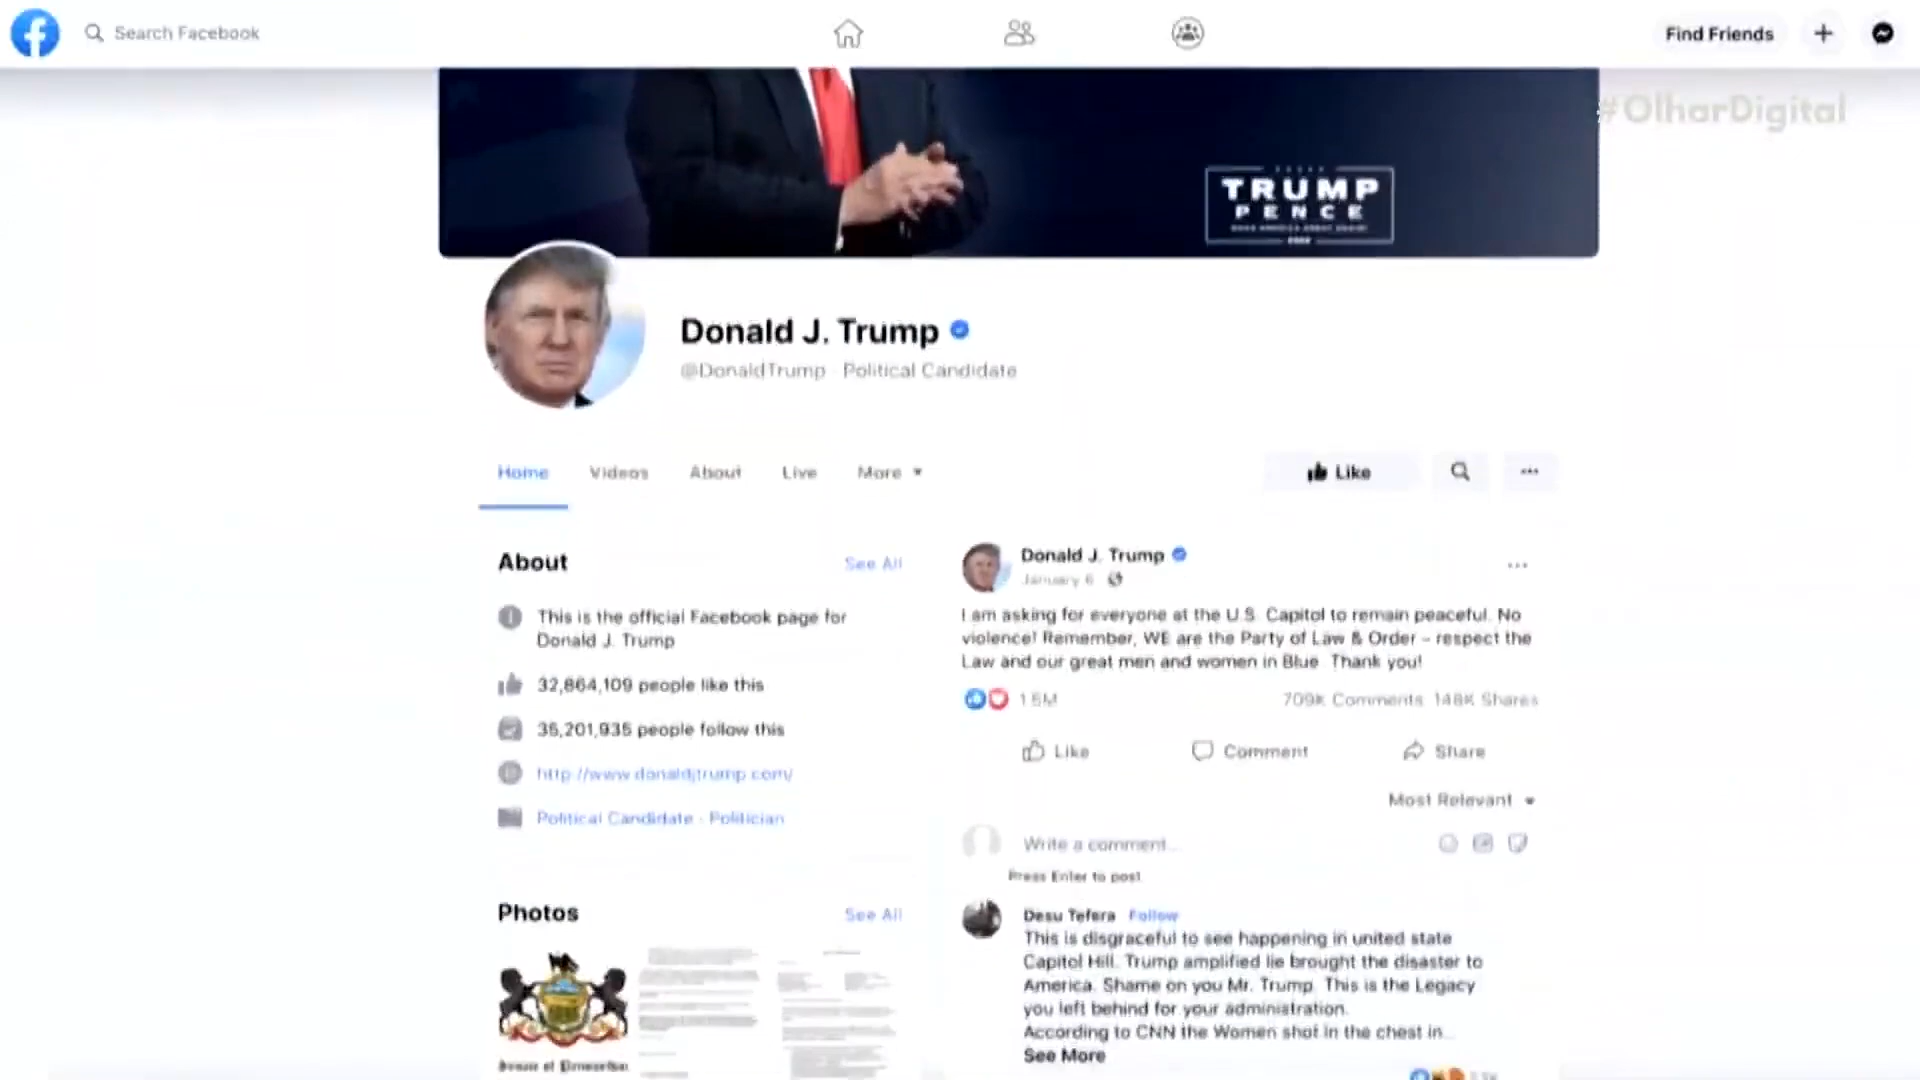 Search Facebook
Find Friends
#OlharDigital
TRUMP
PENCE
Donald J. Trump
@DonaldTrump · Political Candidate
Home Videos About Live More
Like
About
See All
This is the official Facebook page for
Donald J. Trump
32,864,109 people like this
35,201,935 people follow this
http://www.donaldjtrump.com/
Political Candidate · Politician
Photos
See All
Donald J. Trump
January 6
I am asking for everyone at the U.S. Capitol to remain peaceful. No
violence! Remember, WE are the Party of Law & Order – respect the
Law and our great men and women in Blue. Thank you!
1.5M
709K Comments 148K Shares
Like Comment Share
Most Relevant
Write a comment...
Press Enter to post.
Desu Tefera Follow
This is disgraceful to see happening in united state
Capitol Hill. Trump amplified lie brought the disaster to
America. Shame on you Mr. Trump. This is the Legacy
you left behind for your administration.
According to CNN the Women shot in the chest in...
See More